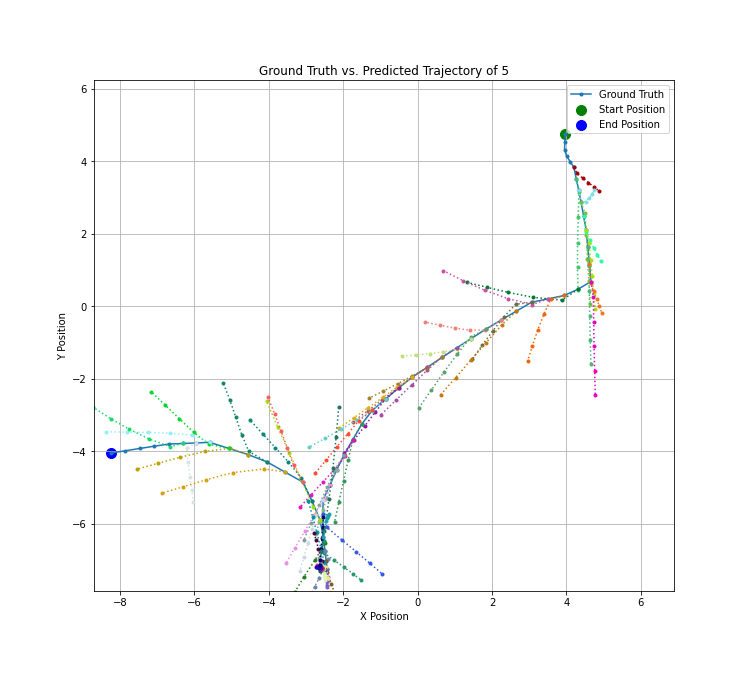 Ground Truth vs. Predicted Trajectory of 5
Ground Truth
Start Position
End Position
6
4
2
0
−2
−4
−6
Y Position
−8 −6 −4 −2 0 2 4 6
X Position